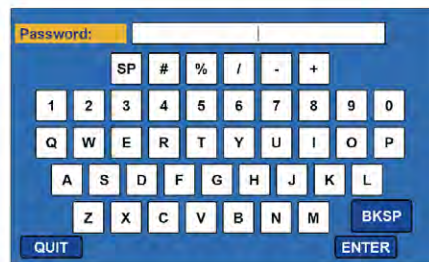 Password:
SP # % / - +
1 2 3 4 5 6 7 8 9 0
Q W E R T Y U I O P
A S D F G H J K L
Z X C V B N M BKSP
QUIT ENTER